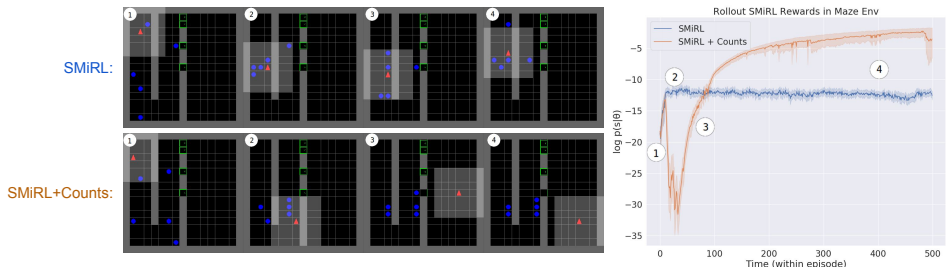 SMiRL:
1 2 3 4
SMiRL+Counts:
1 2 3 4
Rollout SMiRL Rewards in Maze Env
SMiRL
SMiRL + Counts
log p(s|θ)
−5
−10
−15
−20
−25
−30
−35
1
2
3
4
0 100 200 300 400 500
Time (within episode)